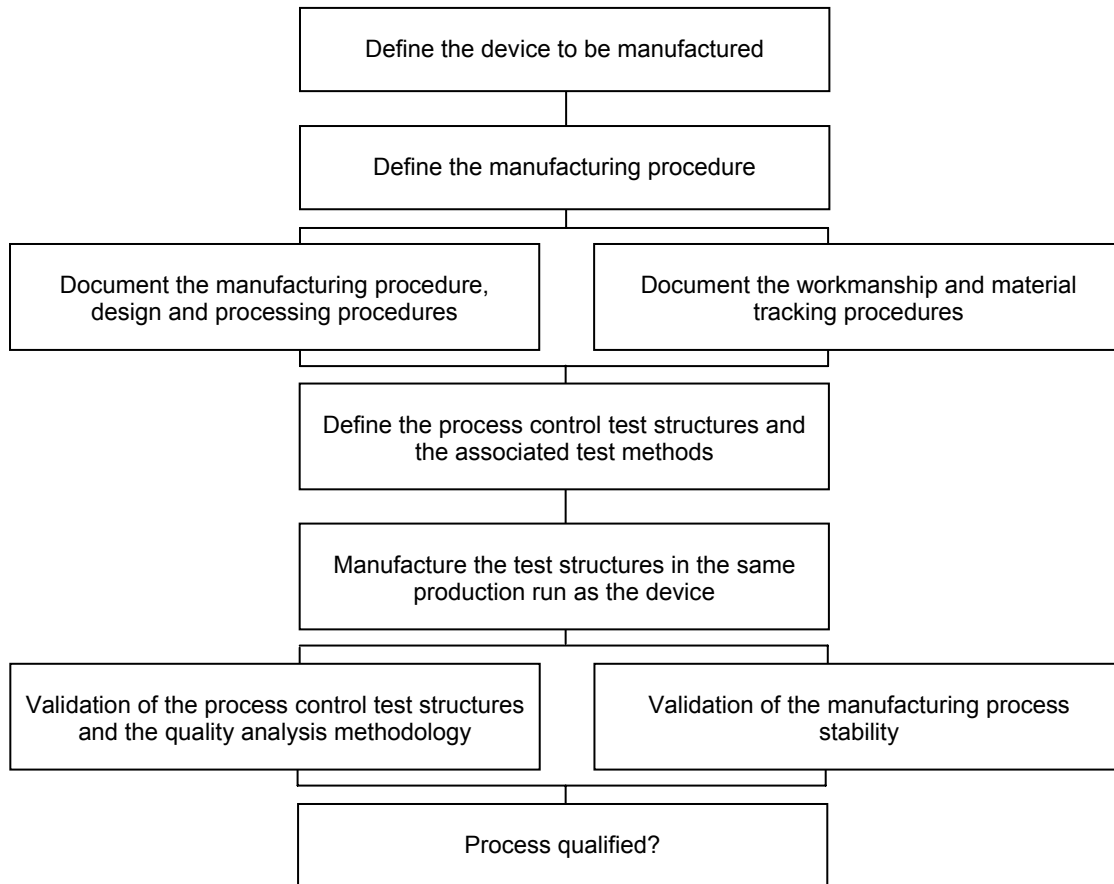 Define the device to be manufactured
Define the manufacturing procedure
Document the manufacturing procedure,
design and processing procedures
Document the workmanship and material
tracking procedures
Define the process control test structures and
the associated test methods
Manufacture the test structures in the same
production run as the device
Validation of the process control test structures
and the quality analysis methodology
Validation of the manufacturing process
stability
Process qualified?